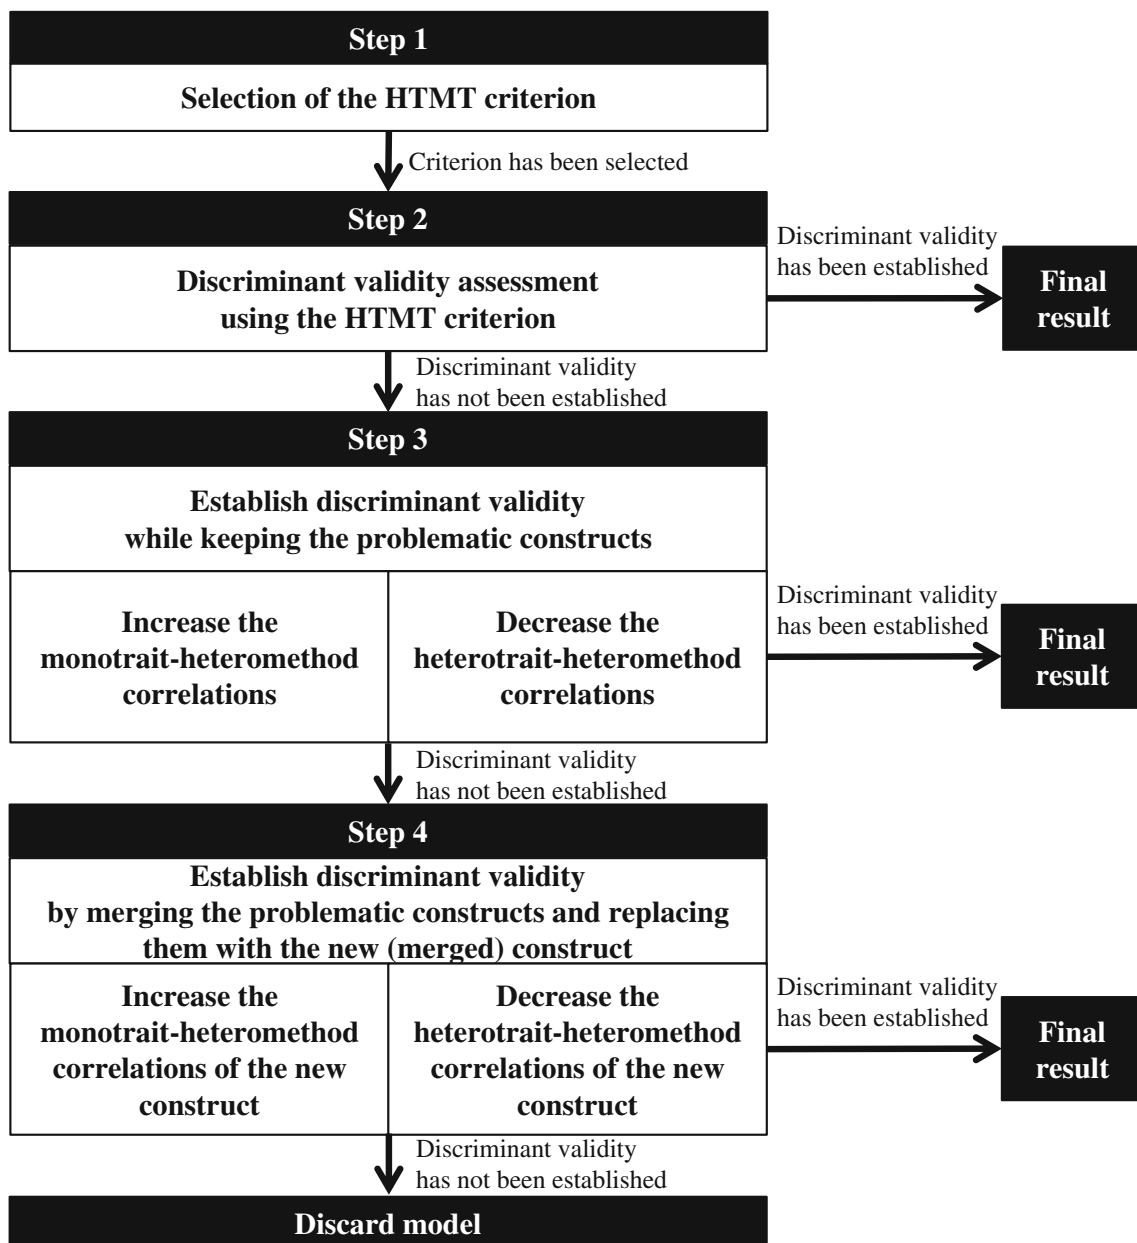 Step 1
Selection of the HTMT criterion
Criterion has been selected
Step 2
Discriminant validity assessment
using the HTMT criterion
Discriminant validity
has been established
Final
result
Discriminant validity
has not been established
Step 3
Establish discriminant validity
while keeping the problematic constructs
Increase the
monotrait-heteromethod
correlations
Decrease the
heterotrait-heteromethod
correlations
Discriminant validity
has been established
Final
result
Discriminant validity
has not been established
Step 4
Establish discriminant validity
by merging the problematic constructs and replacing
them with the new (merged) construct
Increase the
monotrait-heteromethod
correlations of the new
construct
Decrease the
heterotrait-heteromethod
correlations of the new
construct
Discriminant validity
has been established
Final
result
Discriminant validity
has not been established
Discard model